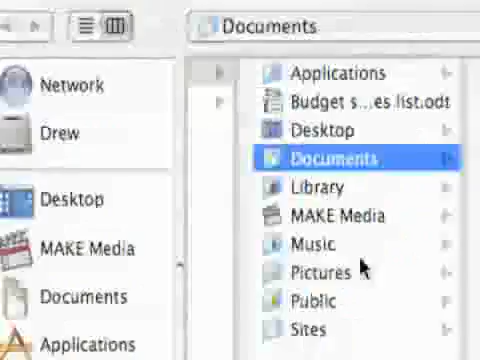 Documents
Network
Drew
Desktop
MAKE Media
Documents
Applications
Applications
Budget s...es list.odt
Desktop
Documents
Library
MAKE Media
Music
Pictures
Public
Sites